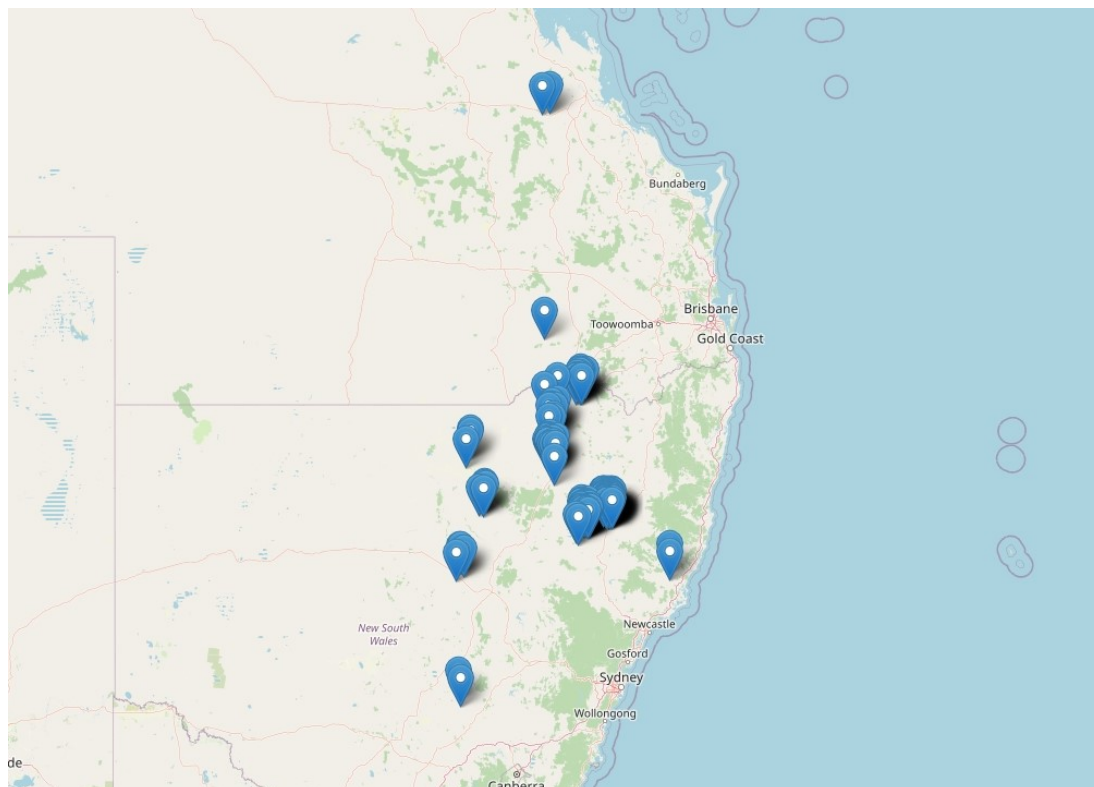 Bundaberg
Brisbane
Toowoomba
Gold Coast
New South
Wales
Newcastle
Gosford
Sydney
Wollongong
de
Canberra